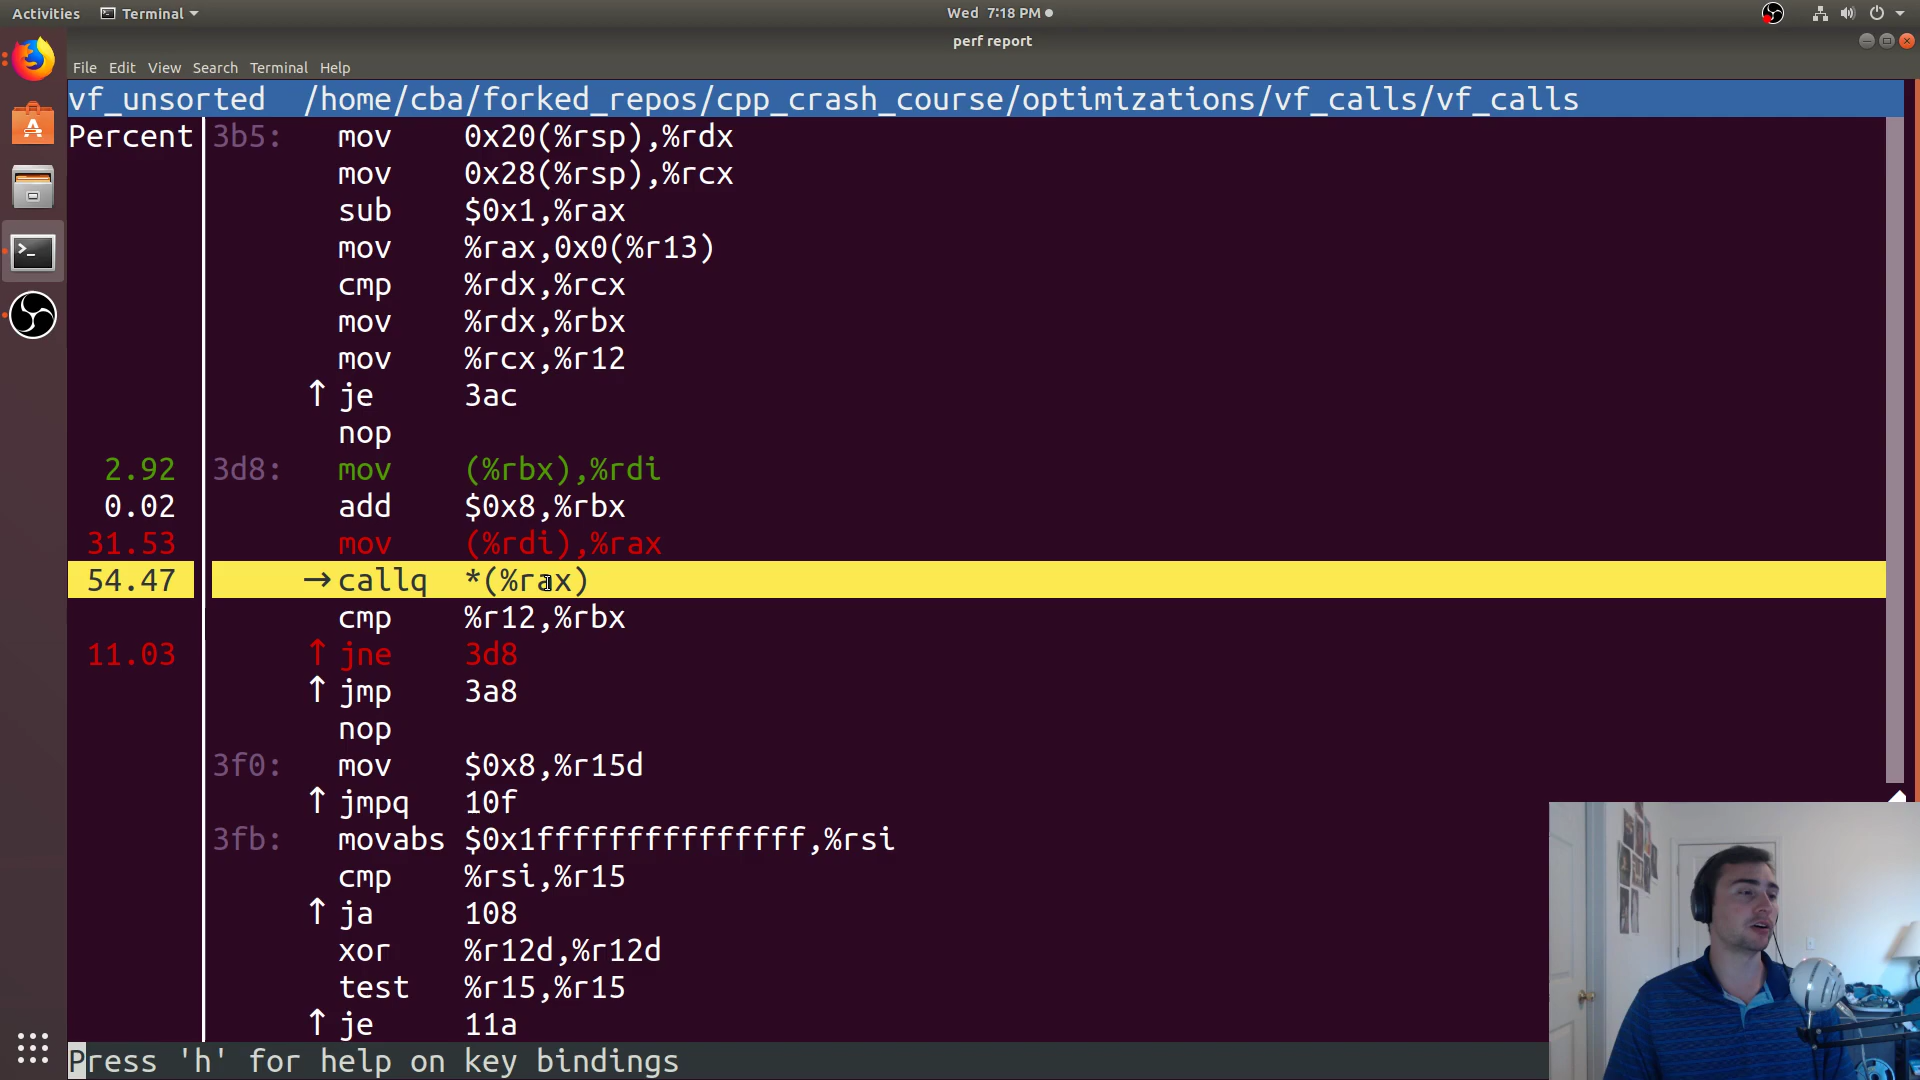 Activities Terminal Wed 7:18 PM
perf report
File Edit View Search Terminal Help
vf_unsorted /home/cba/forked_repos/cpp_crash_course/optimizations/vf_calls/vf_calls
Percent 3b5: mov 0x20(%rsp),%rdx
mov 0x28(%rsp),%rcx
sub $0x1,%rax
mov %rax,0x0(%r13)
cmp %rdx,%rcx
mov %rdx,%rbx
mov %rcx,%r12
↑ je 3ac
nop
2.92 3d8: mov (%rbx),%rdi
0.02 add $0x8,%rbx
31.53 mov (%rdi),%rax
54.47 → callq *(%rax)
cmp %r12,%rbx
11.03 ↑ jne 3d8
↑ jmp 3a8
nop
3f0: mov $0x8,%r15d
↑ jmpq 10f
3fb: movabs $0x1fffffffffffffff,%rsi
cmp %rsi,%r15
↑ ja 108
xor %r12d,%r12d
test %r15,%r15
↑ je 11a
Press 'h' for help on key bindings